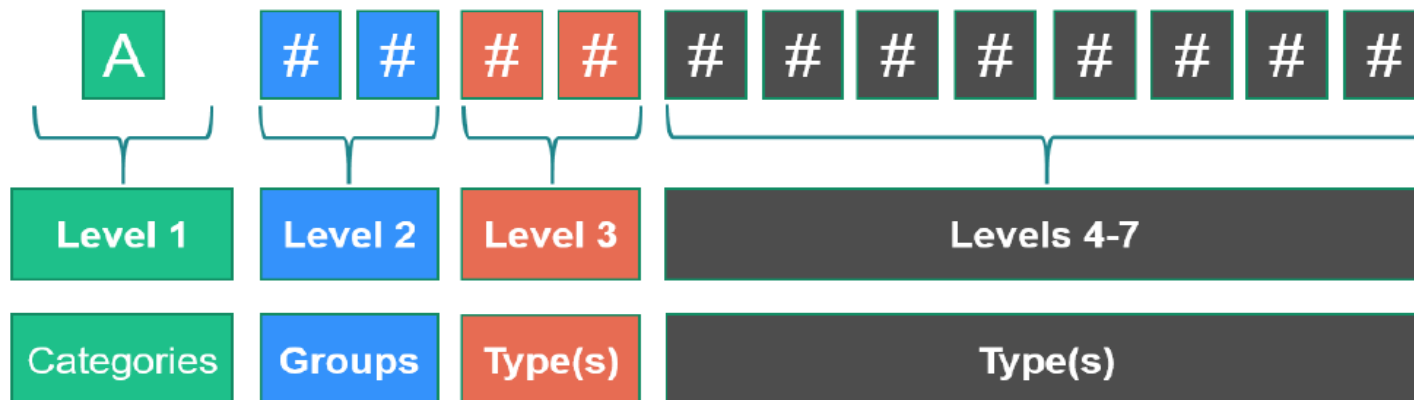 A # # # # # # # # # # # #
Level 1 Level 2 Level 3 Levels 4-7
Categories Groups Type(s) Type(s)